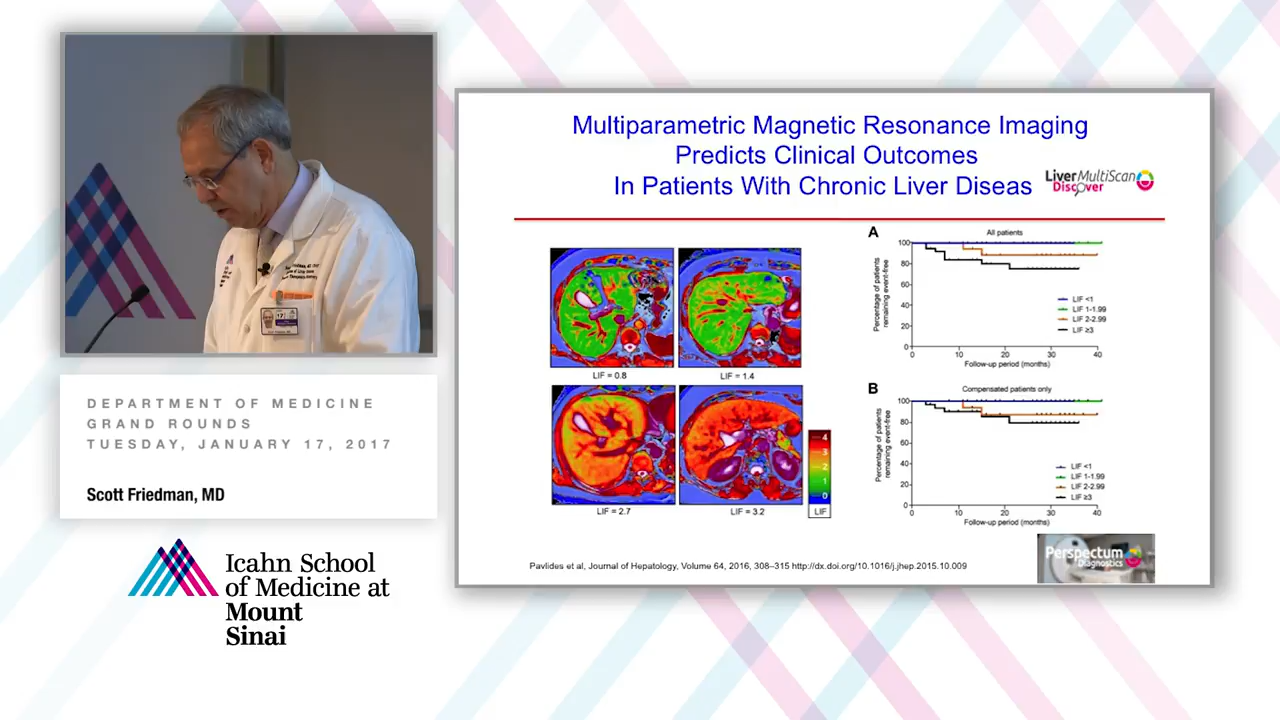 DEPARTMENT OF MEDICINE
GRAND ROUNDS
TUESDAY, JANUARY 17, 2017
Scott Friedman, MD
Icahn School
of Medicine at
Mount
Sinai
Multiparametric Magnetic Resonance Imaging
Predicts Clinical Outcomes
In Patients With Chronic Liver Diseas
LiverMultiScan
Discover
LIF = 0.8
LIF = 1.4
LIF = 2.7
LIF = 3.2
4
3
2
1
0
LIF
A
All patients
Percentage of patients
remaining event-free
100
80
60
40
20
0
LIF <1
LIF 1-1.99
LIF 2-2.99
LIF ≥3
0 10 20 30 40
Follow-up period (months)
B
Compensated patients only
Percentage of patients
remaining event-free
100
80
60
40
20
0
LIF <1
LIF 1-1.99
LIF 2-2.99
LIF ≥3
0 10 20 30 40
Follow-up period (months)
Perspectum
Diagnostics
Pavlides et al, Journal of Hepatology, Volume 64, 2016, 308–315 http://dx.doi.org/10.1016/j.jhep.2015.10.009